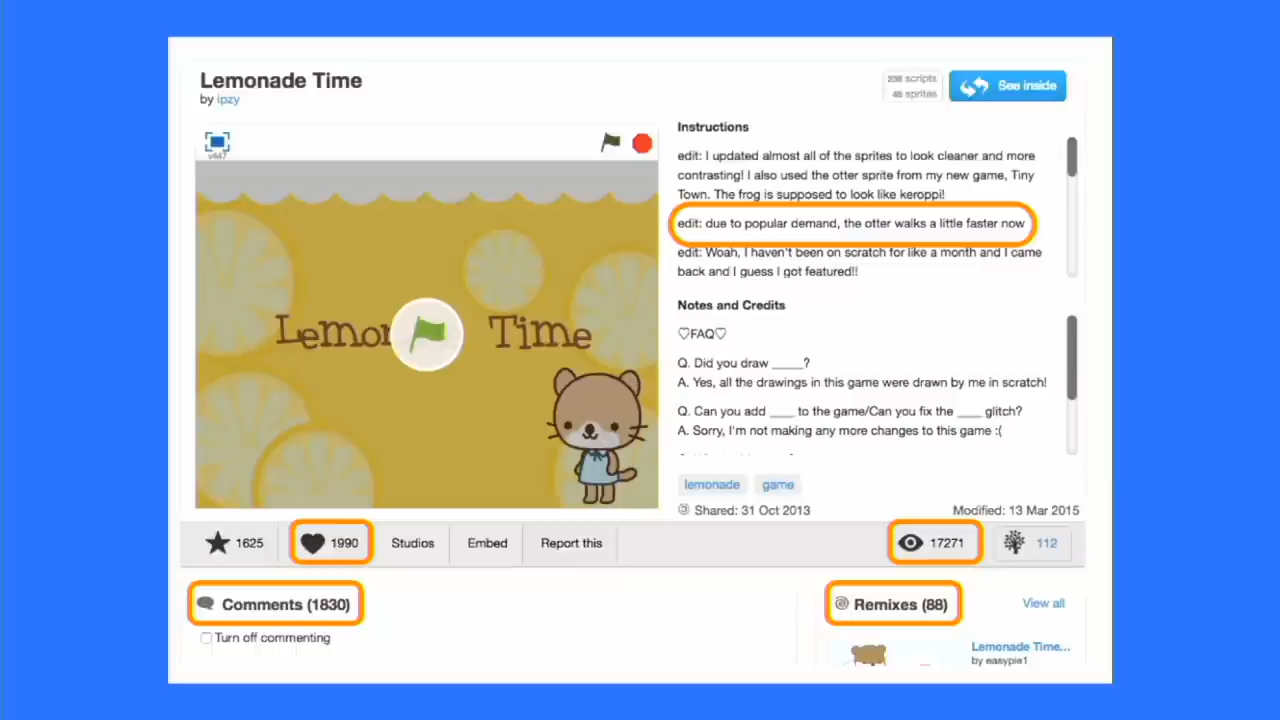 Lemonade Time
by ipzy
236 scripts
48 sprites
See inside
v447
Lemon Time
Instructions
edit: I updated almost all of the sprites to look cleaner and more
contrasting! I also used the otter sprite from my new game, Tiny
Town. The frog is supposed to look like keroppi!
edit: due to popular demand, the otter walks a little faster now
edit: Woah, I haven't been on scratch for like a month and I came
back and I guess I got featured!!
Notes and Credits
♡FAQ♡
Q. Did you draw _____?
A. Yes, all the drawings in this game were drawn by me in scratch!
Q. Can you add ____ to the game/Can you fix the ____ glitch?
A. Sorry, I'm not making any more changes to this game :(
lemonade game
Shared: 31 Oct 2013 Modified: 13 Mar 2015
1625 1990 Studios Embed Report this 17271 112
Comments (1830)
Turn off commenting
Remixes (88) View all
Lemonade Time...
by easypie1